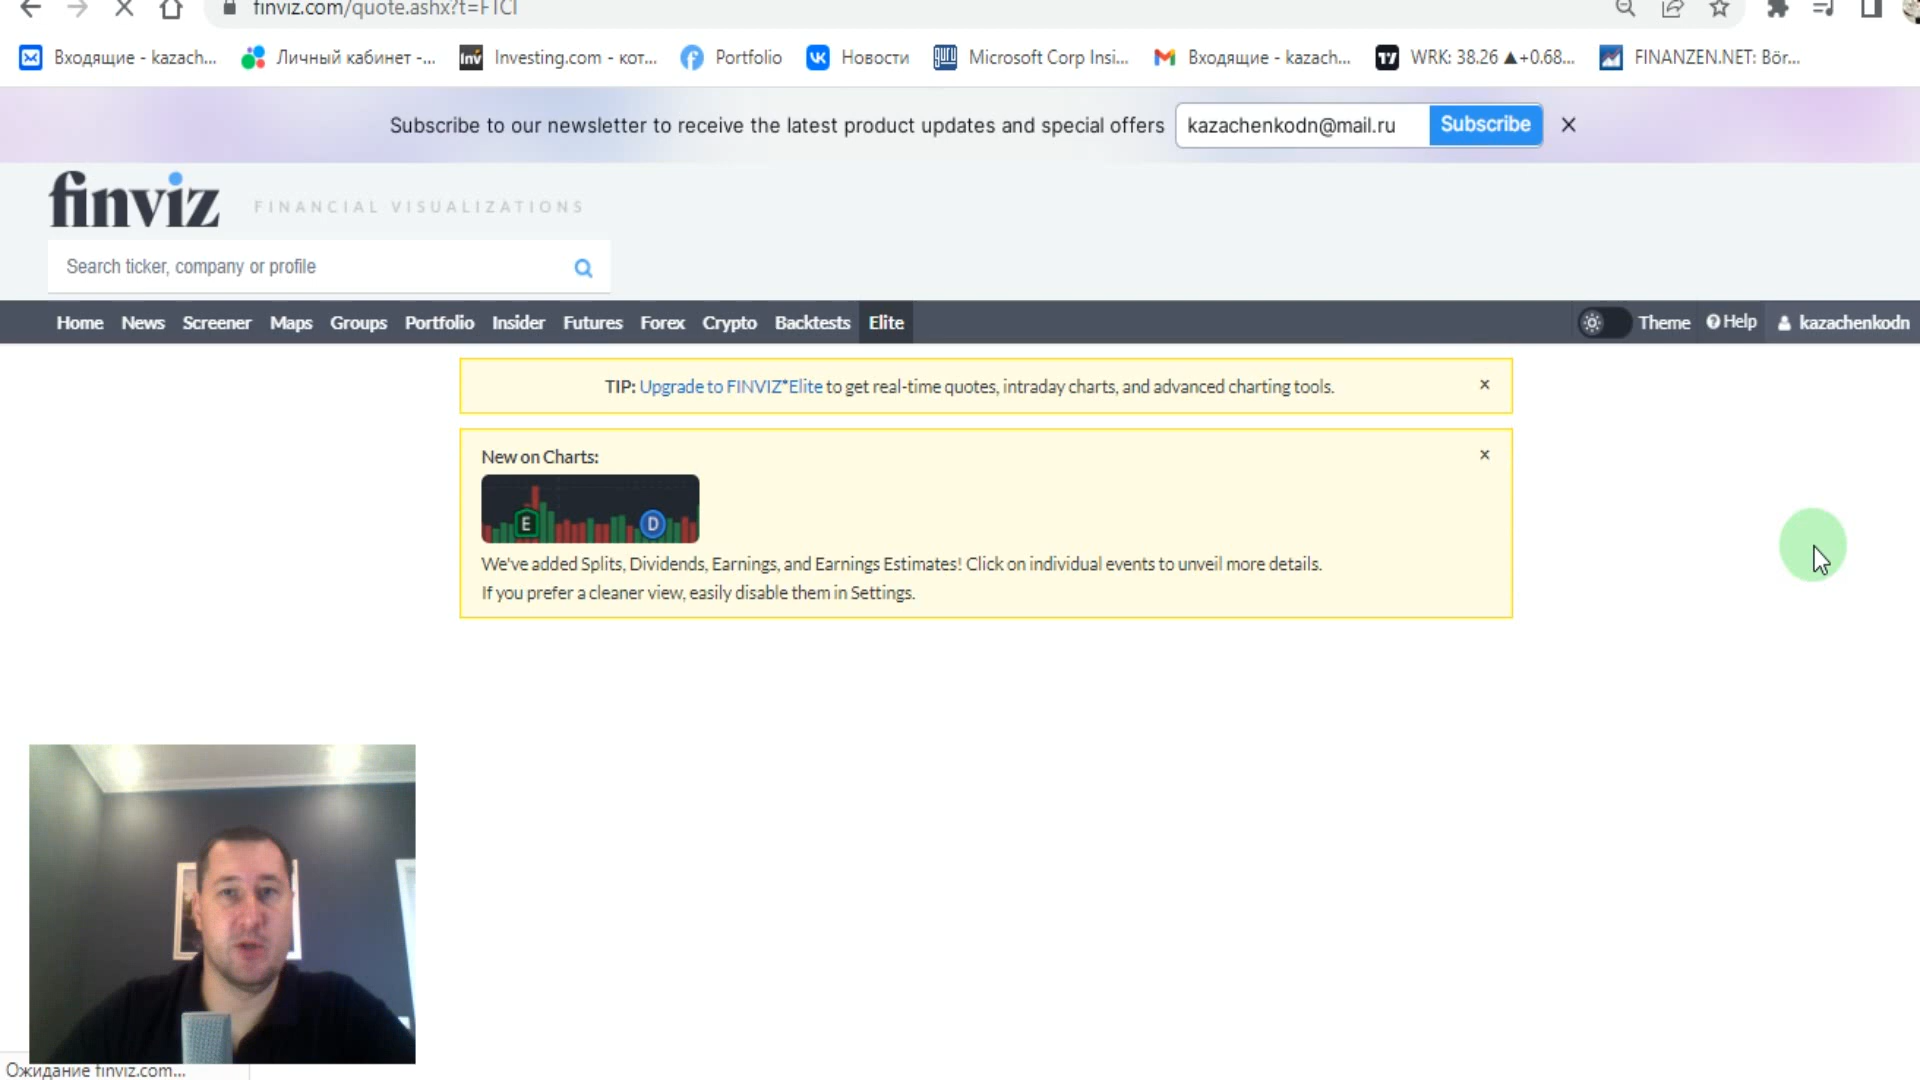 finviz.com/quote.ashx?t=FTCI
Входящие - kazach...
Личный кабинет -...
Inv
Investing.com - кот...
Portfolio
Новости
guru
Microsoft Corp Insi...
Входящие - kazach...
WRK: 38.26 ▲+0.68...
FINANZEN.NET: Bör...
Subscribe to our newsletter to receive the latest product updates and special offers
kazachenkodn@mail.ru
Subscribe
finviz
FINANCIAL VISUALIZATIONS
Search ticker, company or profile
Home News Screener Maps Groups Portfolio Insider Futures Forex Crypto Backtests Elite
Theme
Help
kazachenkodn
TIP: Upgrade to FINVIZ*Elite to get real-time quotes, intraday charts, and advanced charting tools.
New on Charts:
E
D
We've added Splits, Dividends, Earnings, and Earnings Estimates! Click on individual events to unveil more details.
If you prefer a cleaner view, easily disable them in Settings.
Ожидание finviz.com...